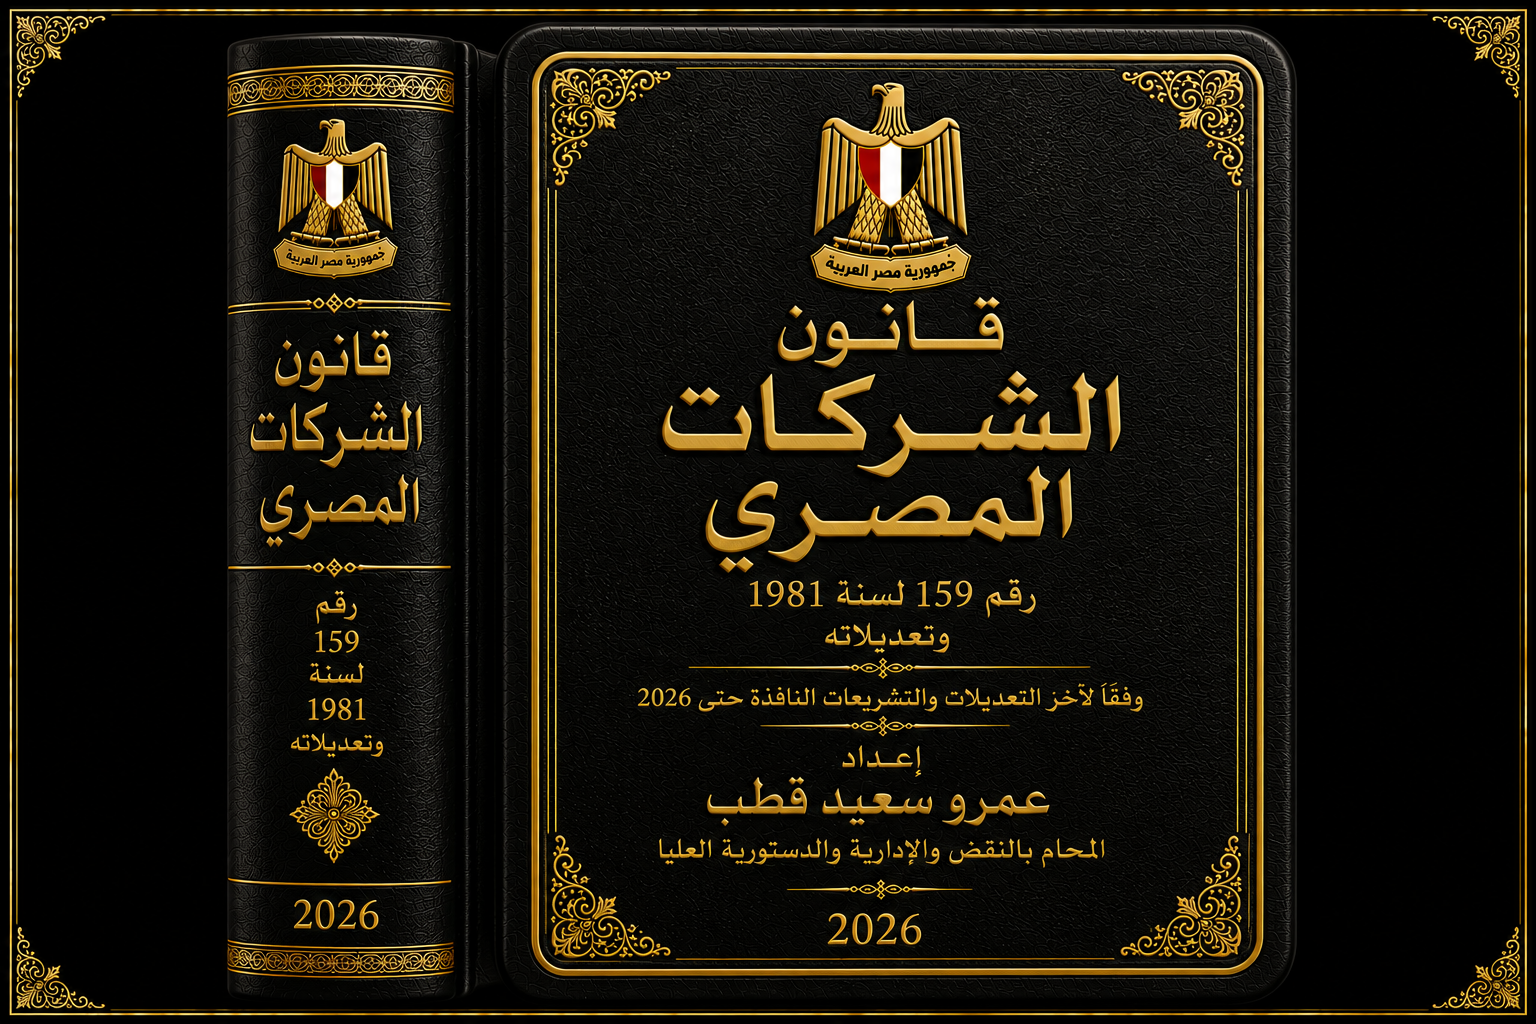 جمهورية مصر العربية
قانون
الشركات
المصري
رقم 159 لسنة 1981
وتعديلاته
وفقًا لآخر التعديلات والتشريعات النافذة حتى 2026
إعداد
عمرو سعيد قطب
المحام بالنقض والإدارية والدستورية العليا
2026
جمهورية مصر العربية
قانون
الشركات
المصري
رقم
159
لسنة
1981
وتعديلاته
2026